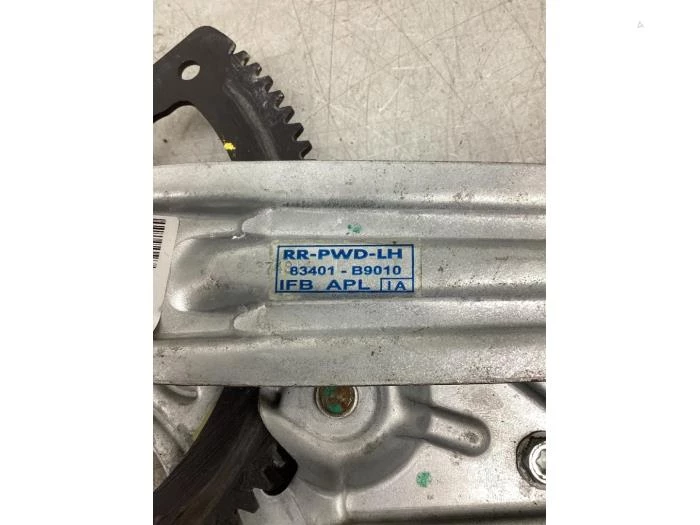 RR-PWD-LH
83401 - B9010
IFB APL IA